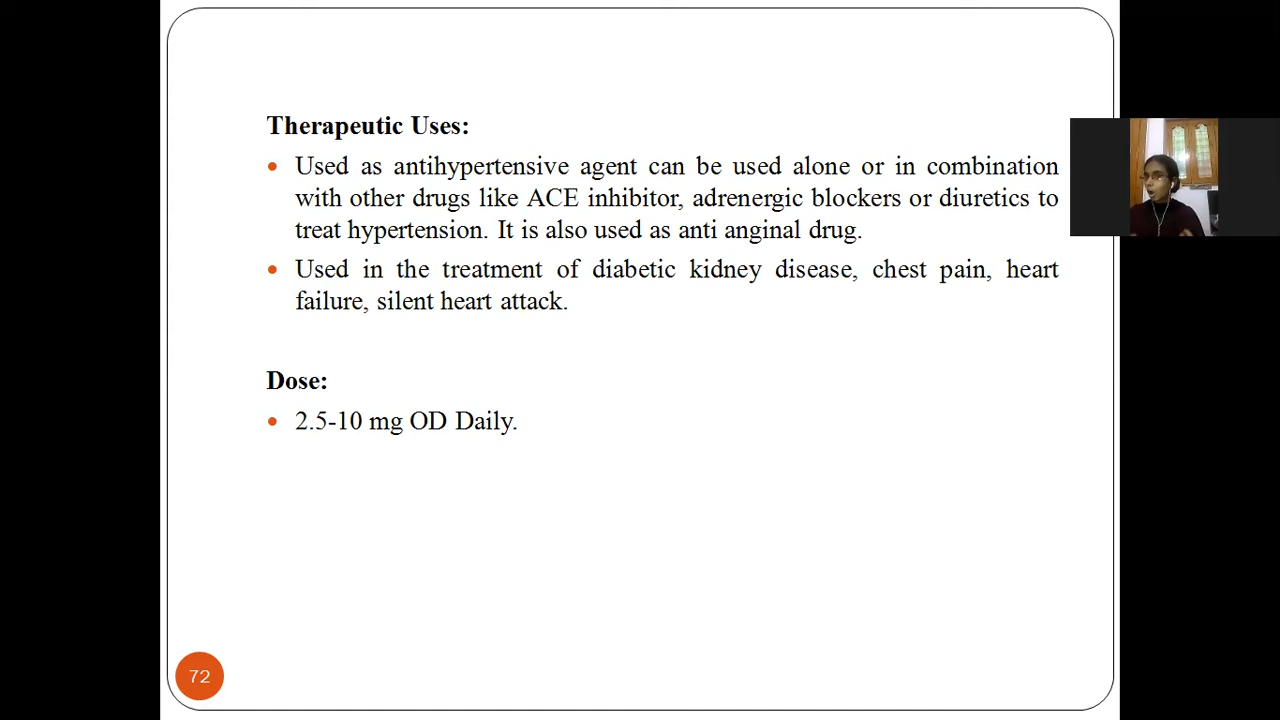 Therapeutic Uses:
• Used as antihypertensive agent can be used alone or in combination
with other drugs like ACE inhibitor, adrenergic blockers or diuretics to
treat hypertension. It is also used as anti anginal drug.
• Used in the treatment of diabetic kidney disease, chest pain, heart
failure, silent heart attack.
Dose:
• 2.5-10 mg OD Daily.
72